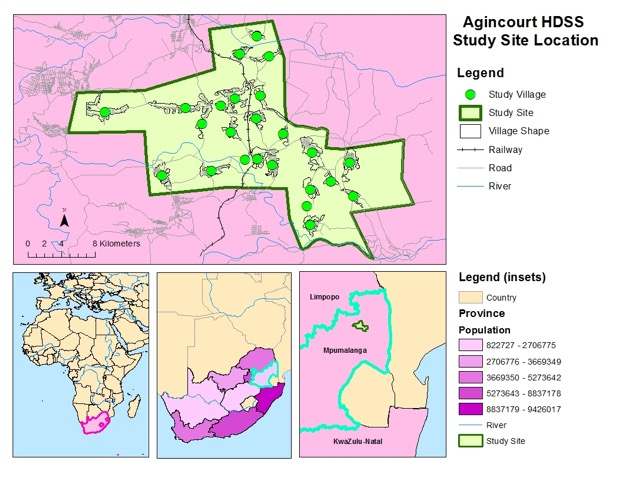 Agincourt HDSS
Study Site Location
Legend
Study Village
Study Site
Village Shape
Railway
Road
River
N
0 2 4 8 Kilometers
Limpopo
Mpumalanga
KwaZulu-Natal
Legend (insets)
Country
Province
Population
822727 - 2706775
2706776 - 3669349
3669350 - 5273642
5273643 - 8837178
8837179 - 9426017
River
Study Site